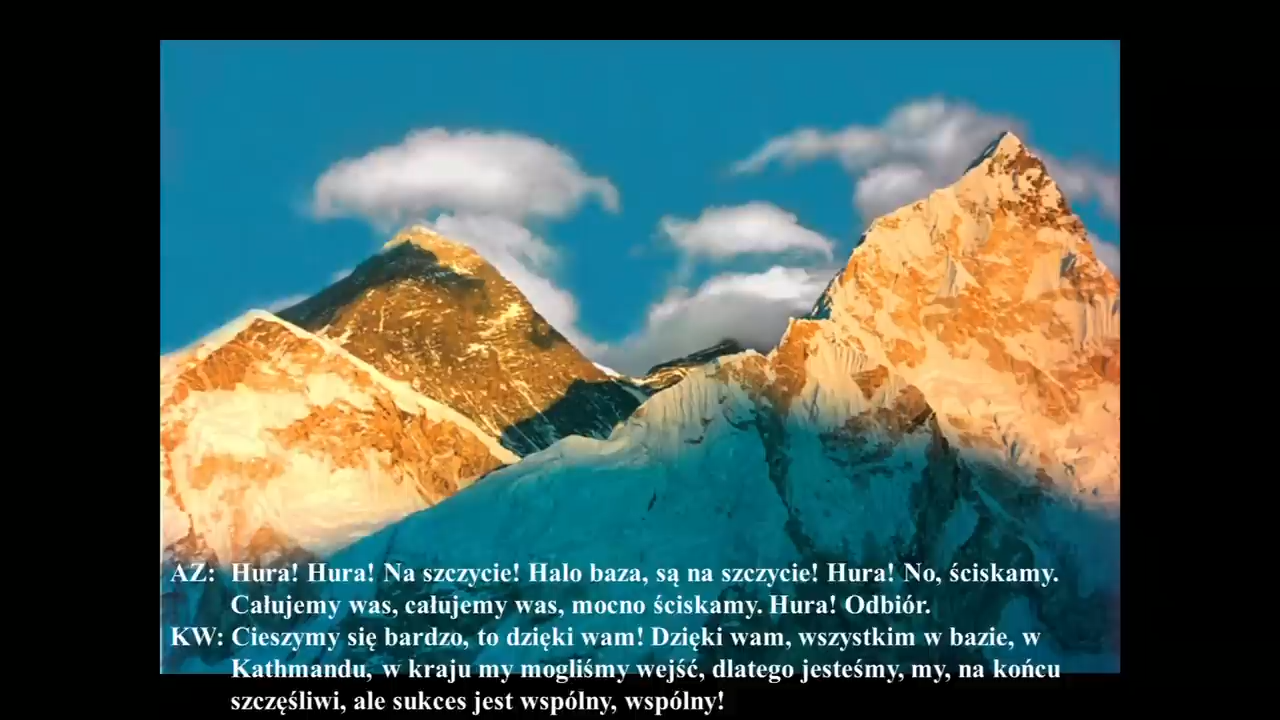 AZ: Hura! Hura! Na szczycie! Halo baza, są na szczycie! Hura! No, ściskamy.
Całujemy was, całujemy was, mocno ściskamy. Hura! Odbiór.
KW: Cieszymy się bardzo, to dzięki wam! Dzięki wam, wszystkim w bazie, w
Kathmandu, w kraju my mogliśmy wejść, dlatego jesteśmy, my, na końcu
szczęśliwi, ale sukces jest wspólny, wspólny!